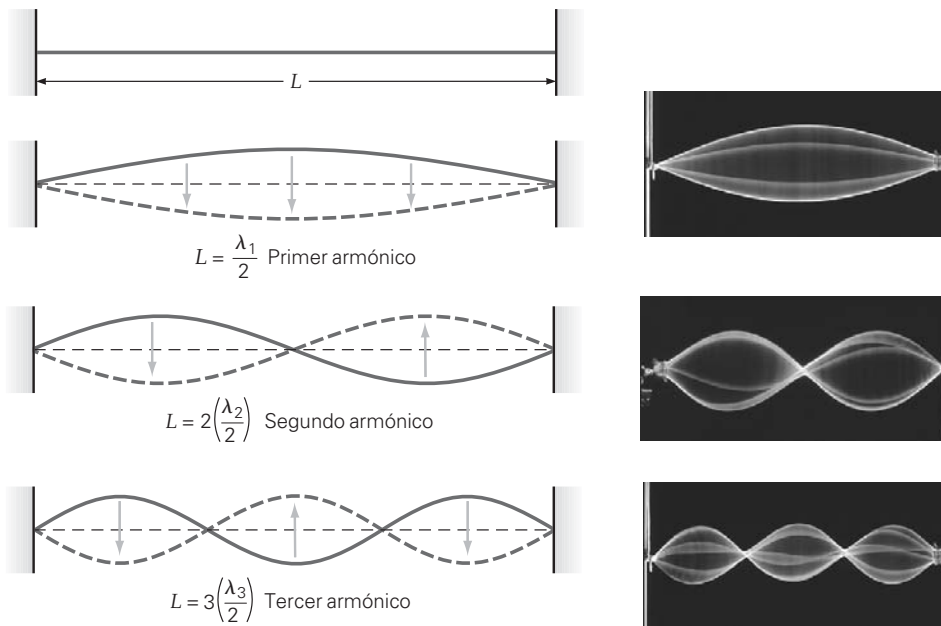 L
L = λ₁/2 Primer armónico
L = 2(λ₂/2) Segundo armónico
L = 3(λ₃/2) Tercer armónico